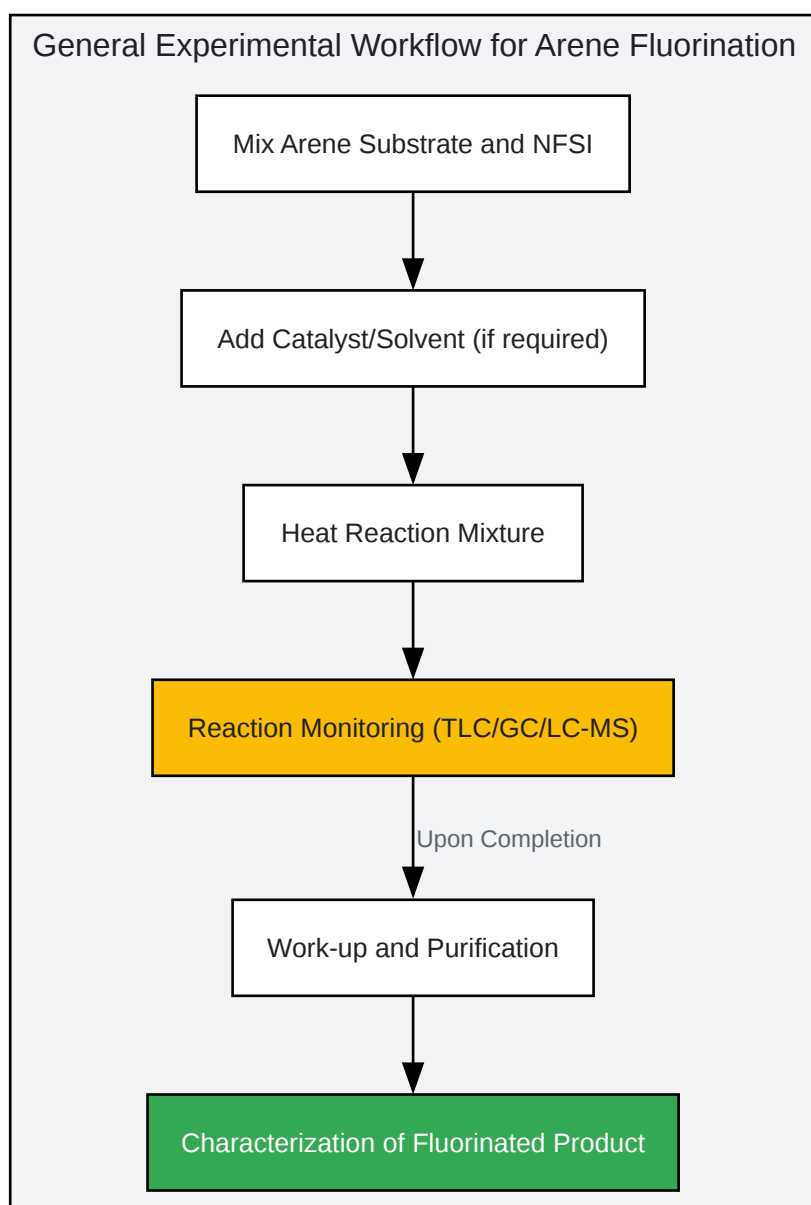 General Experimental Workflow for Arene Fluorination
Mix Arene Substrate and NFSI
Add Catalyst/Solvent (if required)
Heat Reaction Mixture
Reaction Monitoring (TLC/GC/LC-MS)
Upon Completion
Work-up and Purification
Characterization of Fluorinated Product